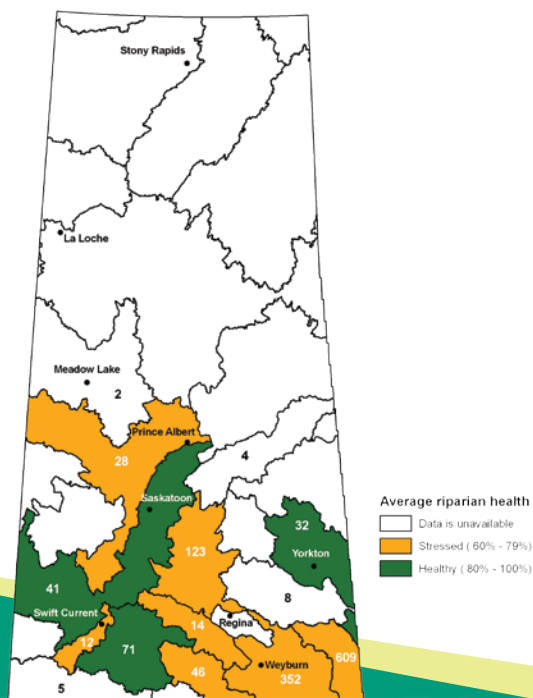 Stony Rapids
La Loche
Meadow Lake
2
Prince Albert
28
4
Saskatoon
Average riparian health
Data is unavailable
Stressed ( 60% - 79%)
Healthy ( 80% - 100%)
32
123
Yorkton
41
8
Swift Current
Regina
14
12
71
609
46
Weyburn
352
5